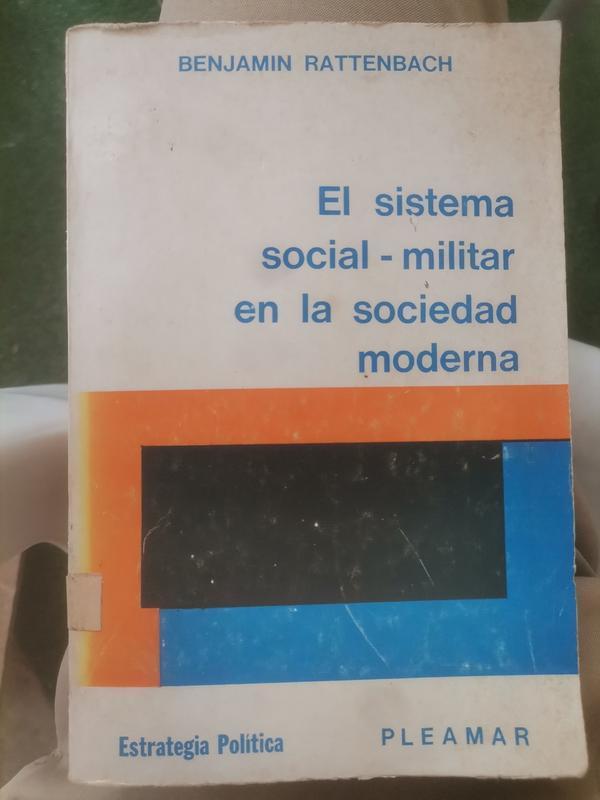 BENJAMIN RATTENBACH
El sistema
social - militar
en la sociedad
moderna
Estrategia Política
PLEAMAR